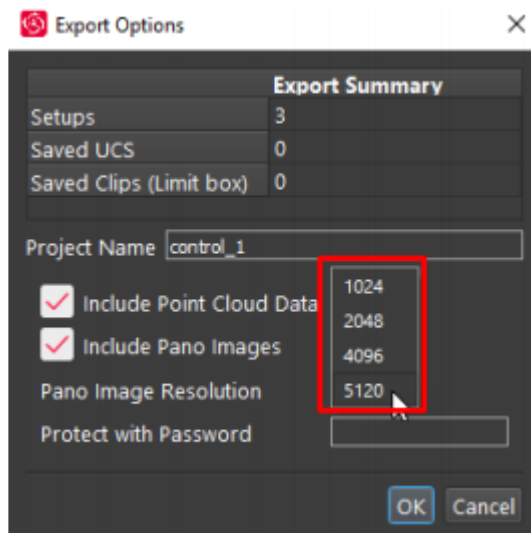 Export Options
Export Summary
Setups 3
Saved UCS 0
Saved Clips (Limit box) 0
Project Name control_1
Include Point Cloud Data
1024
2048
Include Pano Images
4096
Pano Image Resolution 5120
Protect with Password
OK Cancel